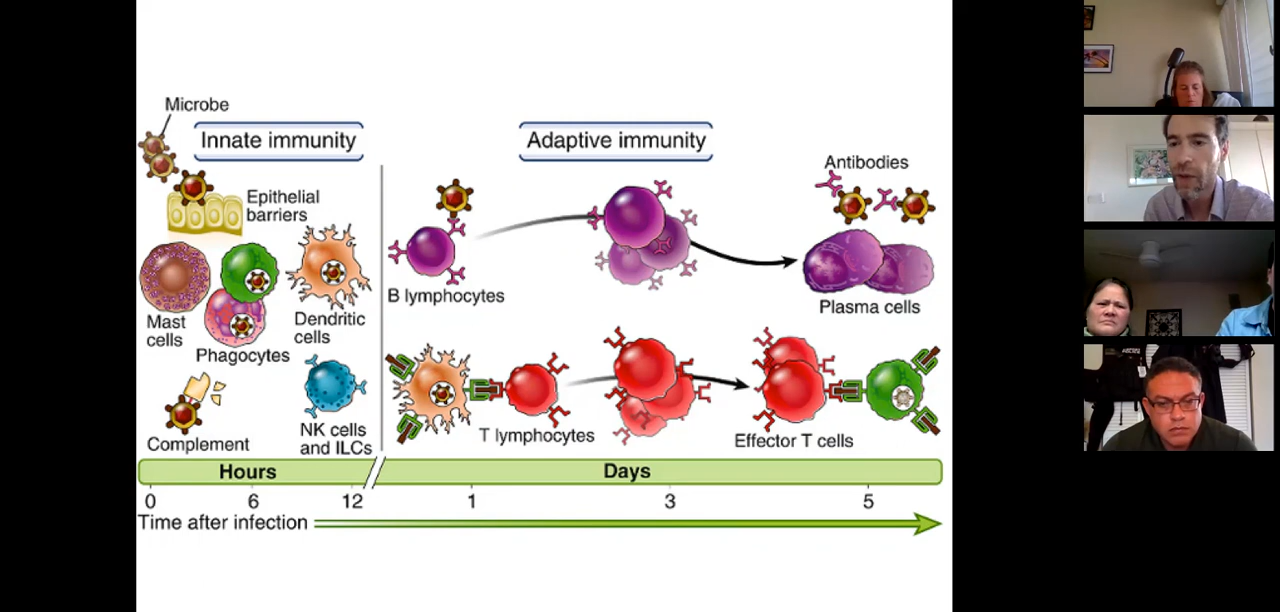 Microbe
Innate immunity
Adaptive immunity
Antibodies
Epithelial
barriers
B lymphocytes
Plasma cells
Mast
cells
Dendritic
cells
Phagocytes
Complement
NK cells
and ILCs
T lymphocytes
Effector T cells
Hours
Days
0 6 12 1 3 5
Time after infection